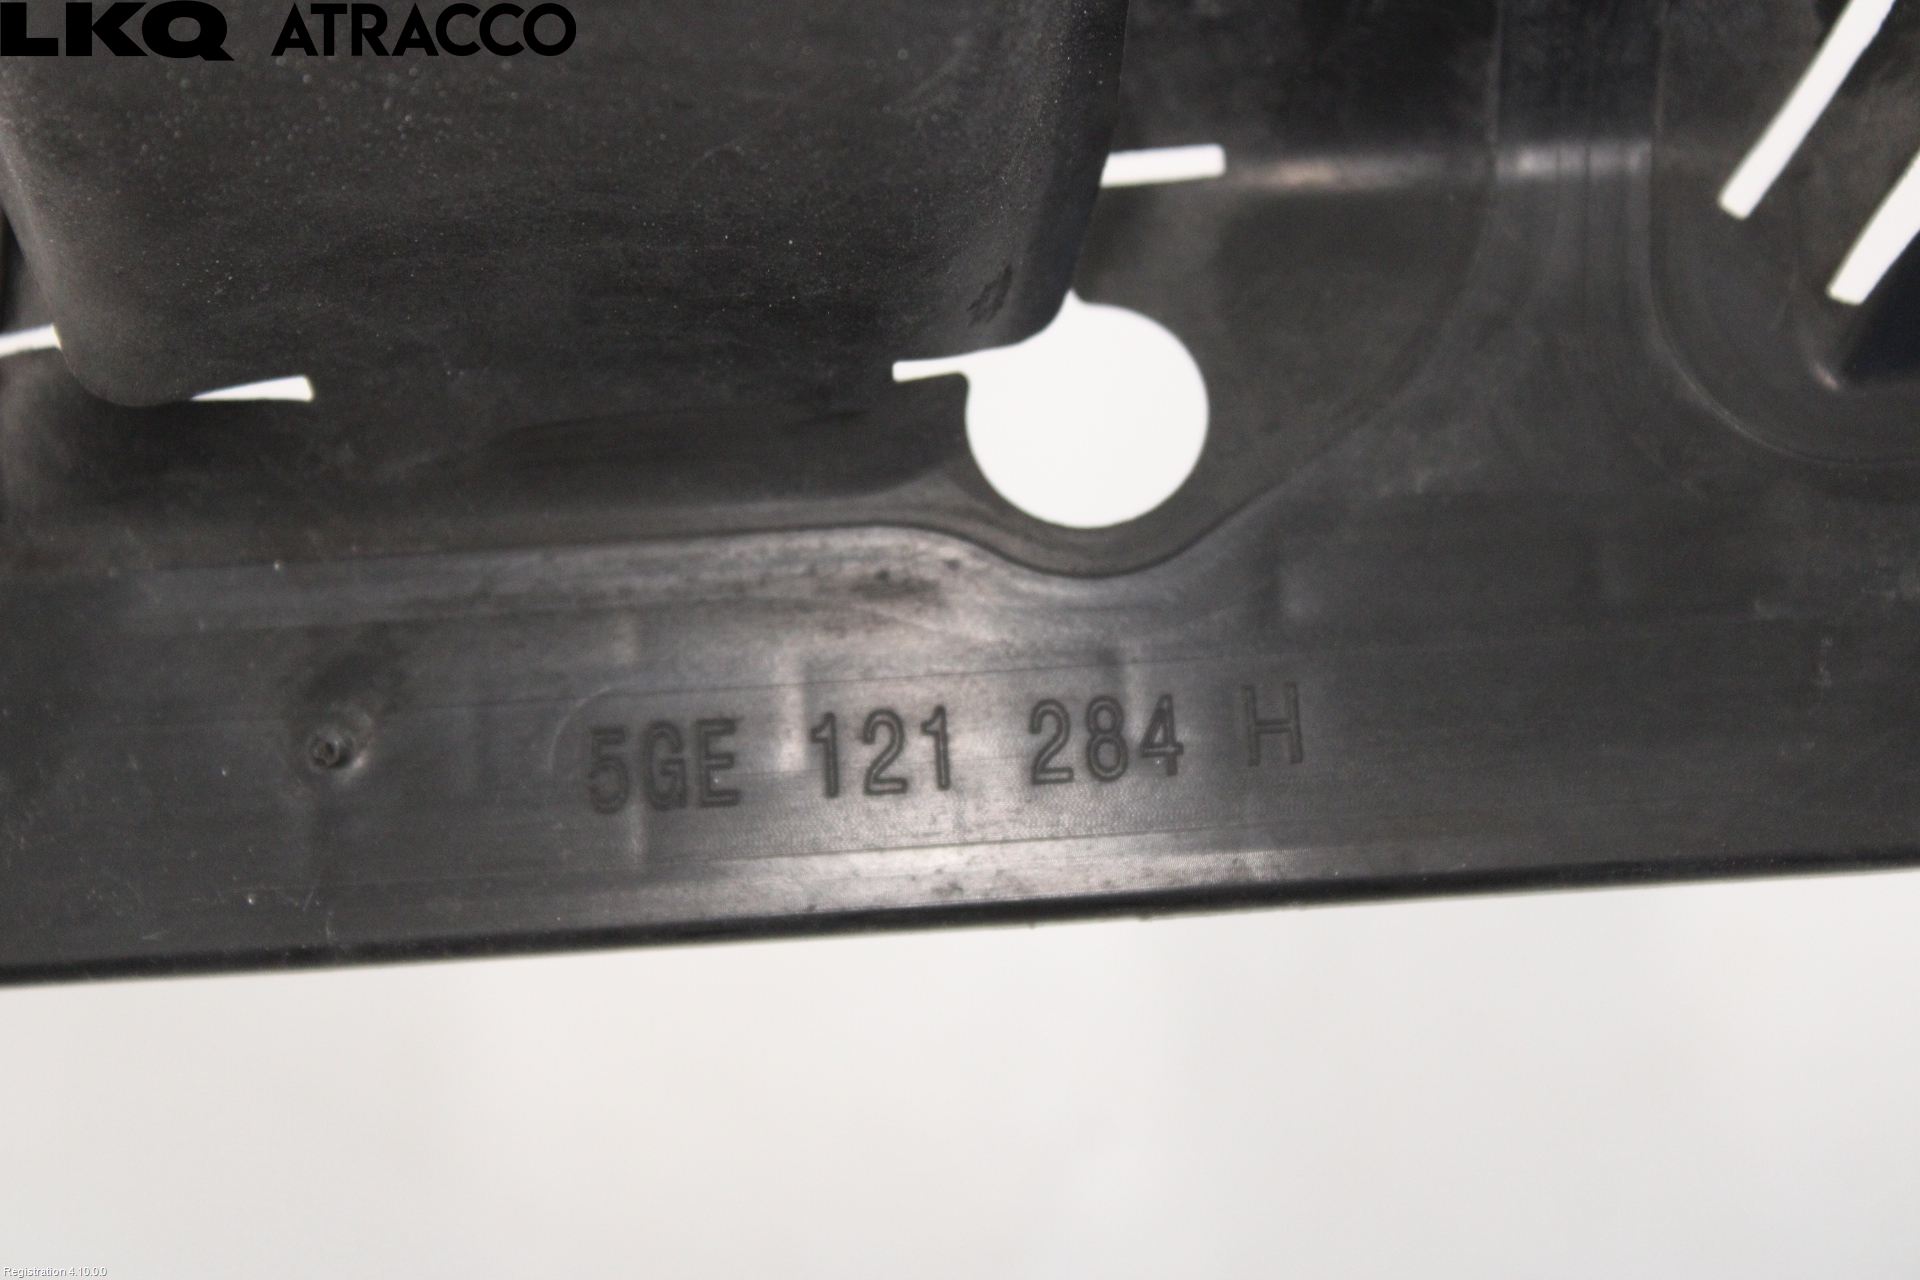 LKQ ATRACCO
5GE 121 284 H
Registration 4.10.0.0